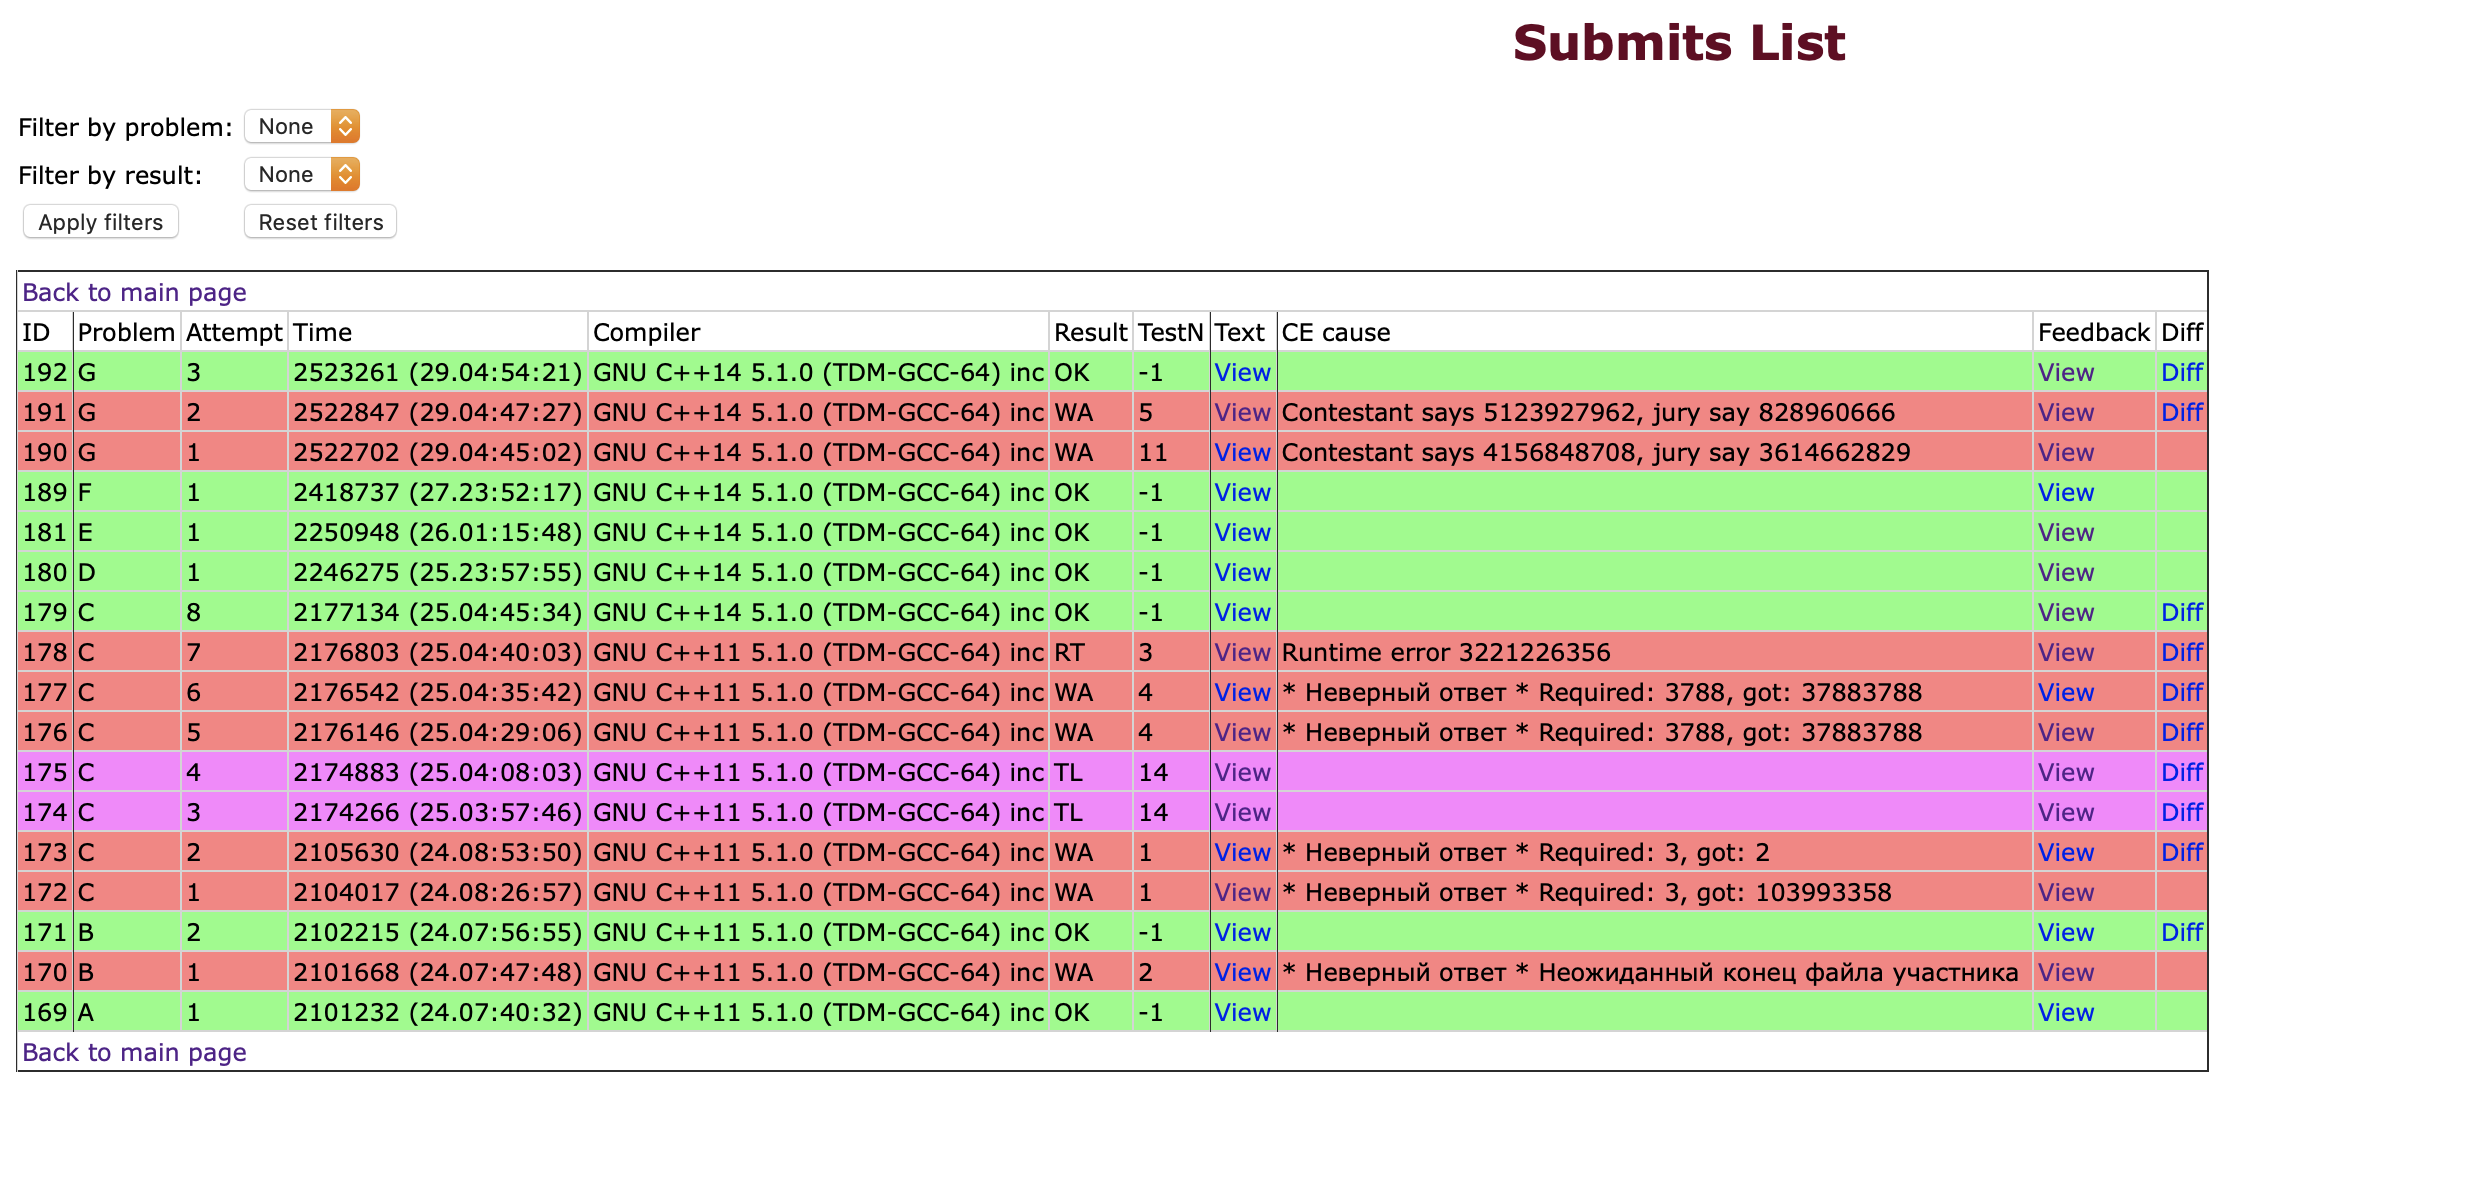 Submits List
Filter by problem: None
Filter by result: None
Apply filters Reset filters
Back to main page
ID Problem Attempt Time Compiler Result TestN Text CE cause Feedback Diff
192 G 3 2523261 (29.04:54:21) GNU C++14 5.1.0 (TDM-GCC-64) inc OK -1 View View Diff
191 G 2 2522847 (29.04:47:27) GNU C++14 5.1.0 (TDM-GCC-64) inc WA 5 View Contestant says 5123927962, jury say 828960666 View Diff
190 G 1 2522702 (29.04:45:02) GNU C++14 5.1.0 (TDM-GCC-64) inc WA 11 View Contestant says 4156848708, jury say 3614662829 View
189 F 1 2418737 (27.23:52:17) GNU C++14 5.1.0 (TDM-GCC-64) inc OK -1 View View
181 E 1 2250948 (26.01:15:48) GNU C++14 5.1.0 (TDM-GCC-64) inc OK -1 View View
180 D 1 2246275 (25.23:57:55) GNU C++14 5.1.0 (TDM-GCC-64) inc OK -1 View View
179 C 8 2177134 (25.04:45:34) GNU C++14 5.1.0 (TDM-GCC-64) inc OK -1 View View Diff
178 C 7 2176803 (25.04:40:03) GNU C++11 5.1.0 (TDM-GCC-64) inc RT 3 View Runtime error 3221226356 View Diff
177 C 6 2176542 (25.04:35:42) GNU C++11 5.1.0 (TDM-GCC-64) inc WA 4 View * Неверный ответ * Required: 3788, got: 37883788 View Diff
176 C 5 2176146 (25.04:29:06) GNU C++11 5.1.0 (TDM-GCC-64) inc WA 4 View * Неверный ответ * Required: 3788, got: 37883788 View Diff
175 C 4 2174883 (25.04:08:03) GNU C++11 5.1.0 (TDM-GCC-64) inc TL 14 View View Diff
174 C 3 2174266 (25.03:57:46) GNU C++11 5.1.0 (TDM-GCC-64) inc TL 14 View View Diff
173 C 2 2105630 (24.08:53:50) GNU C++11 5.1.0 (TDM-GCC-64) inc WA 1 View * Неверный ответ * Required: 3, got: 2 View Diff
172 C 1 2104017 (24.08:26:57) GNU C++11 5.1.0 (TDM-GCC-64) inc WA 1 View * Неверный ответ * Required: 3, got: 103993358 View
171 B 2 2102215 (24.07:56:55) GNU C++11 5.1.0 (TDM-GCC-64) inc OK -1 View View Diff
170 B 1 2101668 (24.07:47:48) GNU C++11 5.1.0 (TDM-GCC-64) inc WA 2 View * Неверный ответ * Неожиданный конец файла участника View
169 A 1 2101232 (24.07:40:32) GNU C++11 5.1.0 (TDM-GCC-64) inc OK -1 View View
Back to main page